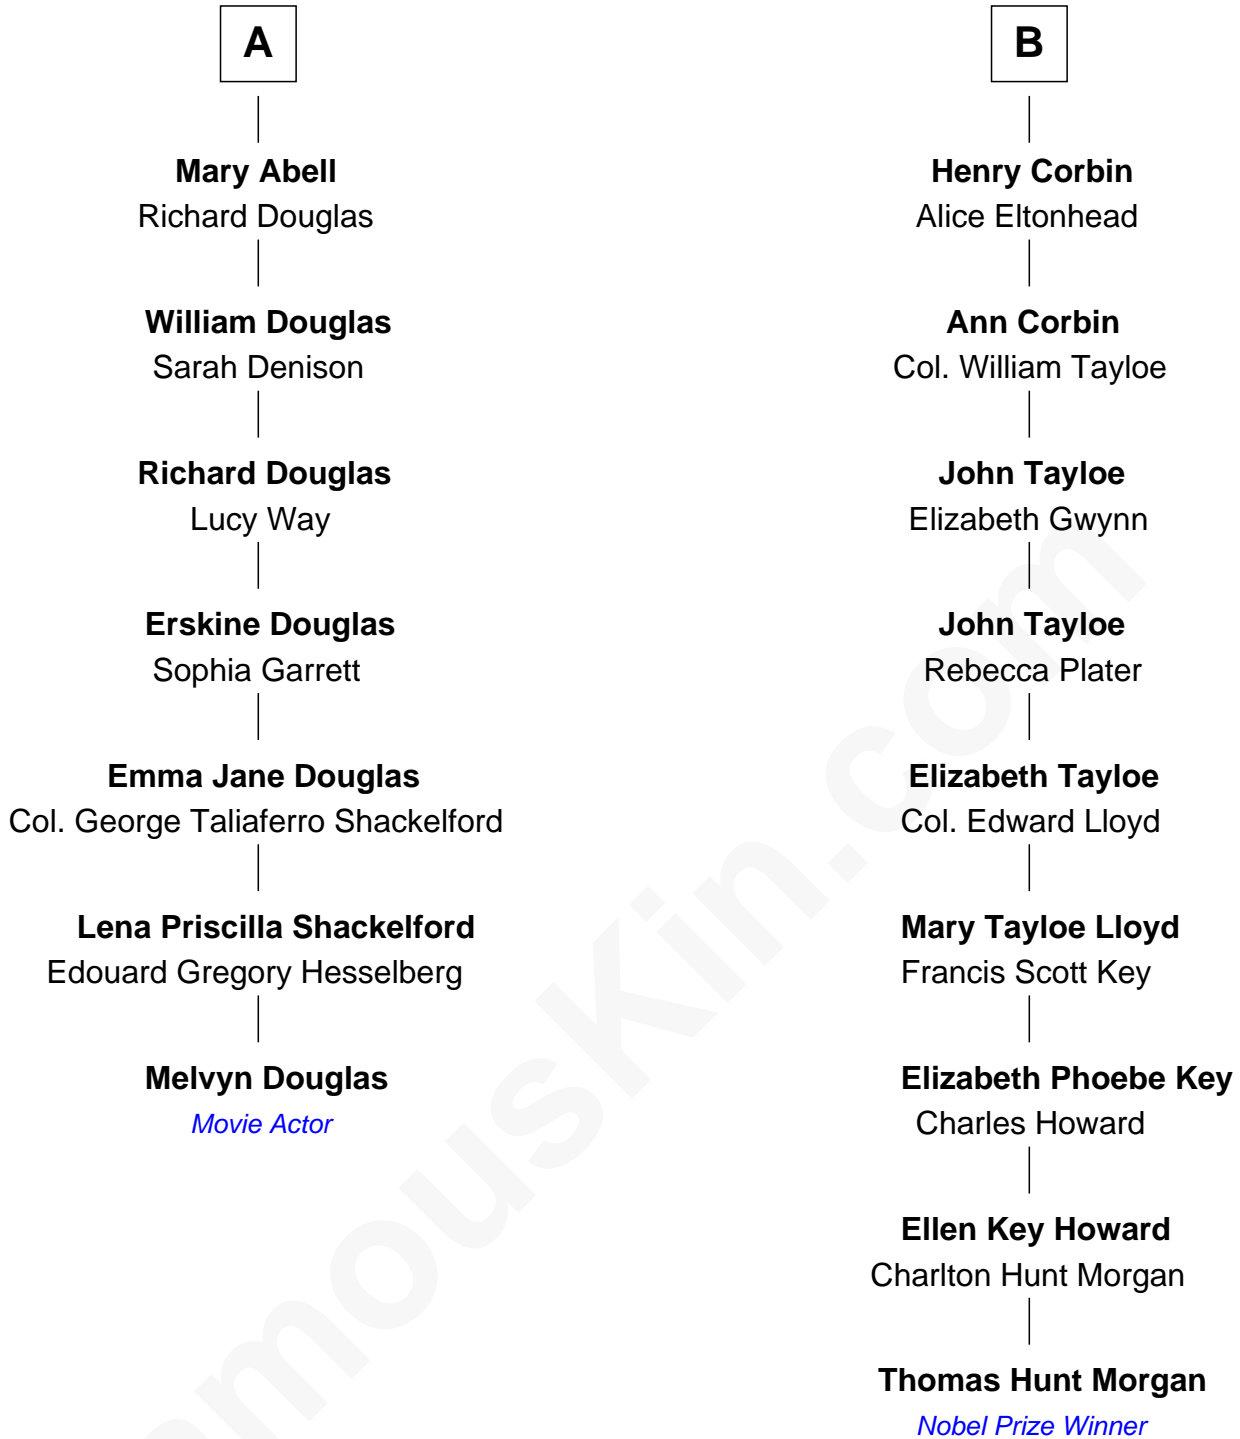 A
Mary Abell
Richard Douglas
William Douglas
Sarah Denison
Richard Douglas
Lucy Way
Erskine Douglas
Sophia Garrett
Emma Jane Douglas
Col. George Taliaferro Shackelford
Lena Priscilla Shackelford
Edouard Gregory Hesselberg
Melvyn Douglas
Movie Actor
B
Henry Corbin
Alice Eltonhead
Ann Corbin
Col. William Tayloe
John Tayloe
Elizabeth Gwynn
John Tayloe
Rebecca Plater
Elizabeth Tayloe
Col. Edward Lloyd
Mary Tayloe Lloyd
Francis Scott Key
Elizabeth Phoebe Key
Charles Howard
Ellen Key Howard
Charlton Hunt Morgan
Thomas Hunt Morgan
Nobel Prize Winner
amouskin.com